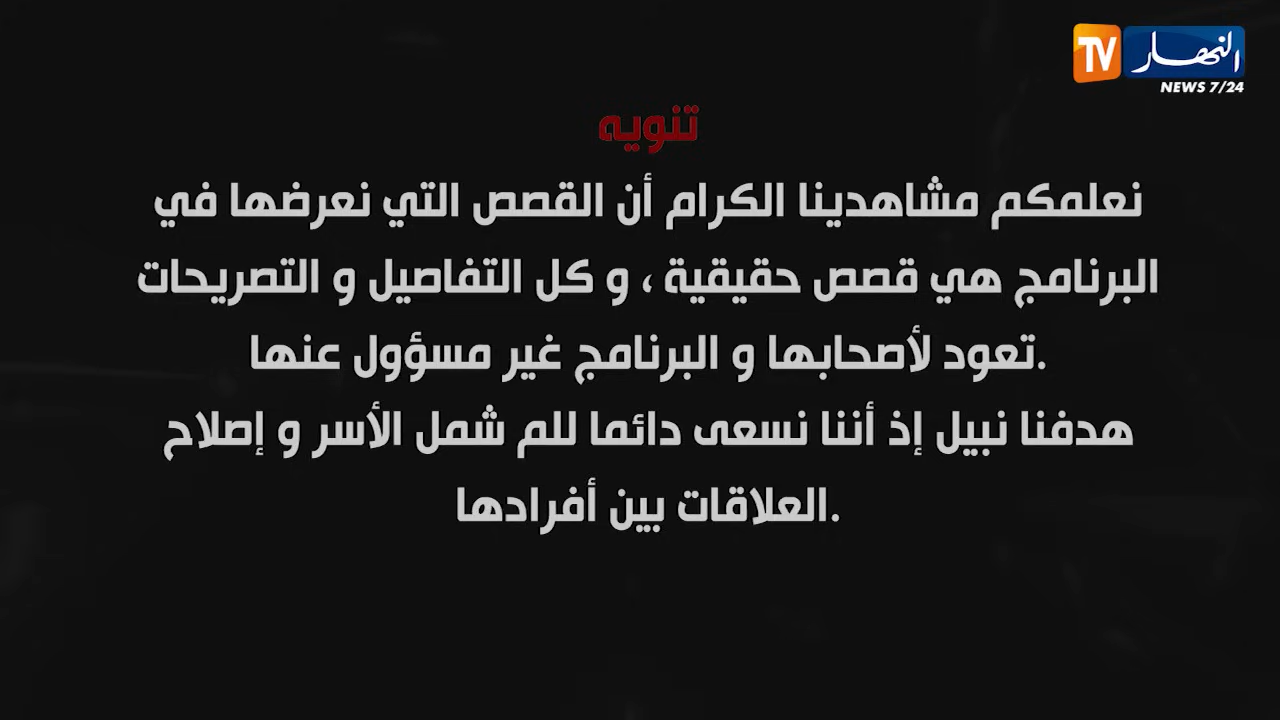 TV النهار
NEWS 7/24
تنويه
نعلمكم مشاهدينا الكرام أن القصص التي نعرضها في
البرنامج هي قصص حقيقية ، و كل التفاصيل و التصريحات
تعود لأصحابها و البرنامج غير مسؤول عنها.
هدفنا نبيل إذ أننا نسعى دائما للم شمل الأسر و إصلاح
العلاقات بين أفرادها.